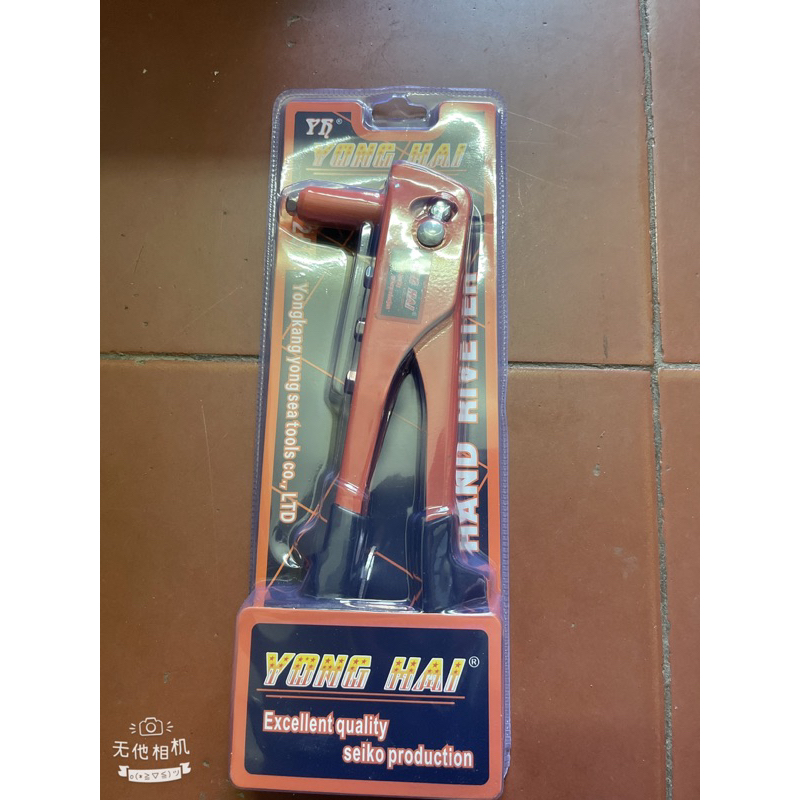 YH®
YONG HAI
Yongkang yong sea tools co., LTD
HAND RIVETER
YONG HAI®
Excellent quality
seiko production
无他相机
o(*≧▽≦)ツ